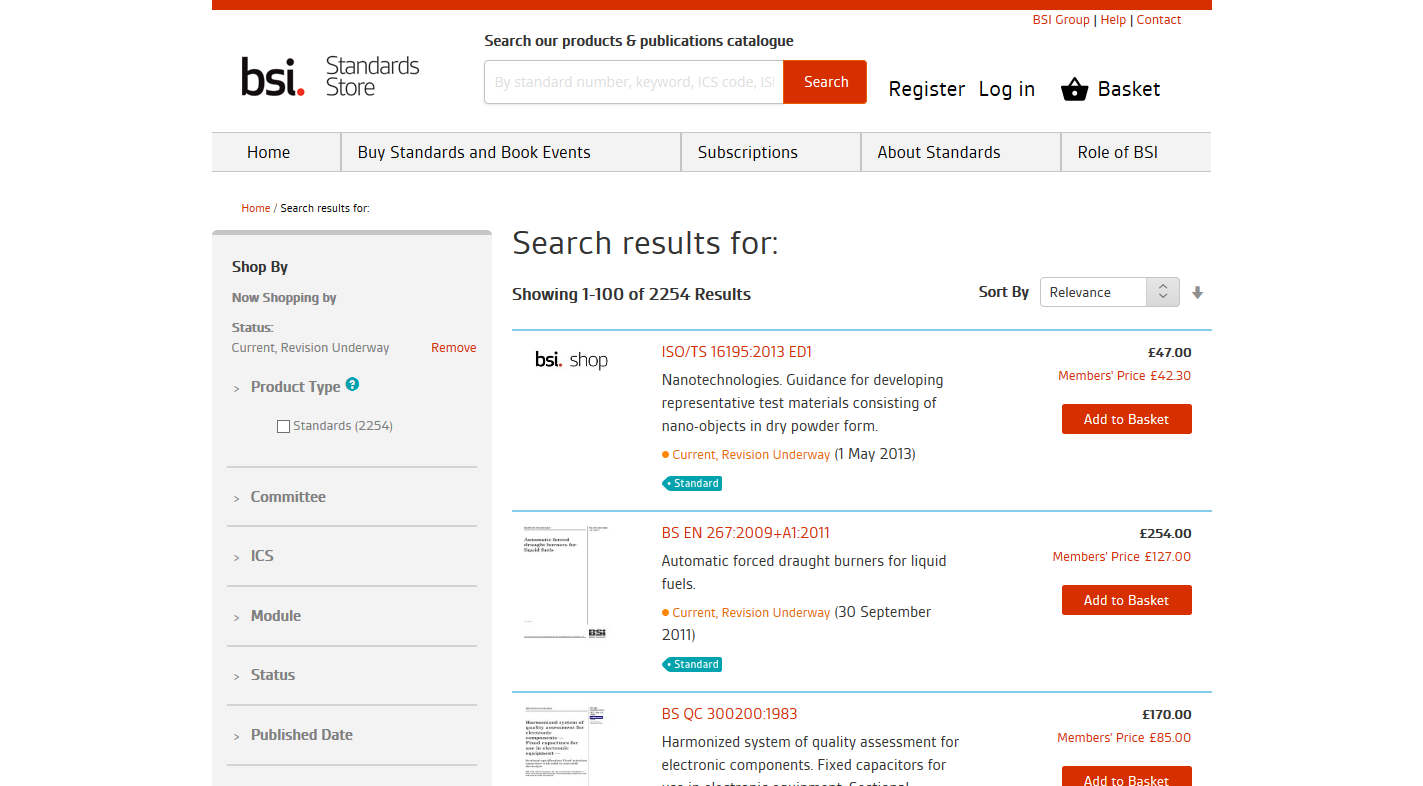 BSI Group | Help | Contact
Search our products & publications catalogue
bsi. Standards Store
By standard number, keyword, ICS code, ISI
Search
Register Log in Basket
Home
Buy Standards and Book Events
Subscriptions
About Standards
Role of BSI
Home / Search results for:
Shop By
Now Shopping by
Status:
Current, Revision Underway
Remove
> Product Type ?
Standards (2254)
> Committee
> ICS
> Module
> Status
> Published Date
Search results for:
Showing 1-100 of 2254 Results
Sort By Relevance
bsi. shop
ISO/TS 16195:2013 ED1
Nanotechnologies. Guidance for developing
representative test materials consisting of
nano-objects in dry powder form.
Current, Revision Underway (1 May 2013)
Standard
£47.00
Members' Price £42.30
Add to Basket
Automatic forced
draught burners for
liquid fuels
BSi
BS EN 267:2009+A1:2011
Automatic forced draught burners for liquid
fuels.
Current, Revision Underway (30 September
2011)
Standard
£254.00
Members' Price £127.00
Add to Basket
Harmonized system of
quality assessment for
electronic
components —
Fixed capacitors for
use in electronic
equipment —
BS QC 300200:1983
Harmonized system of quality assessment for
electronic components. Fixed capacitors for
use in electronic equipment. Sectional
£170.00
Members' Price £85.00
Add to Basket